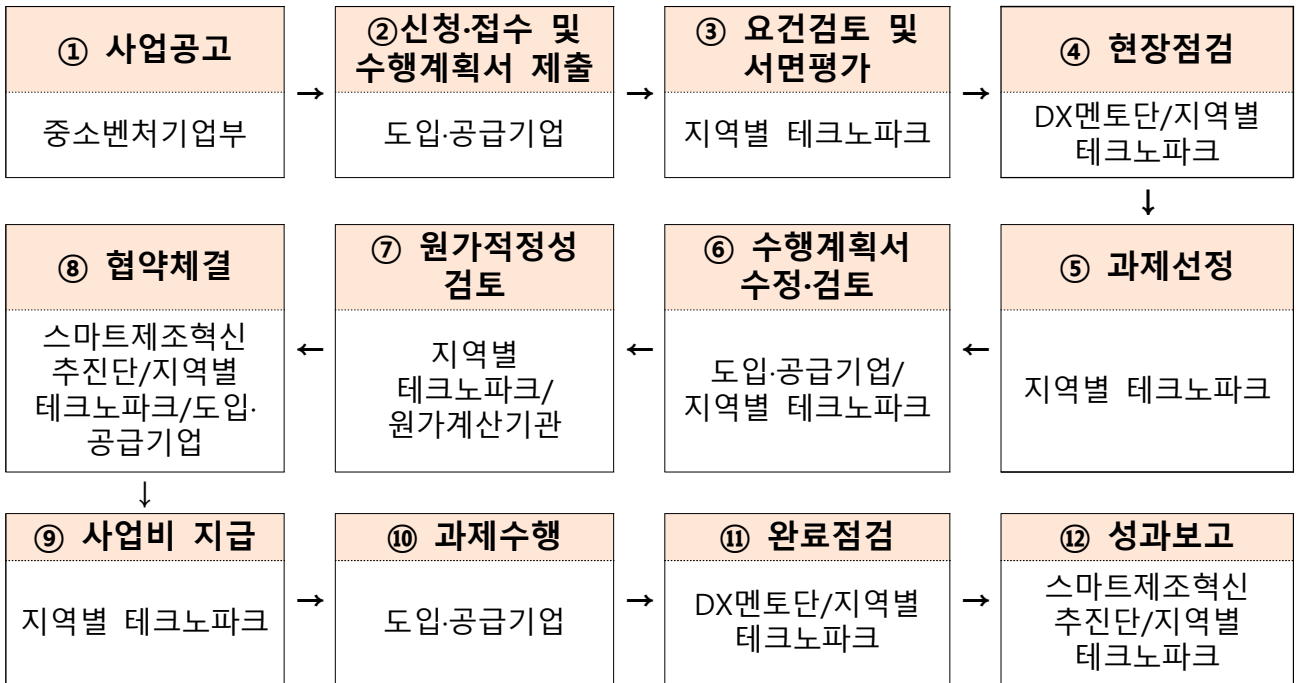 ① 사업공고
중소벤처기업부
→
②신청·접수 및
수행계획서 제출
도입·공급기업
→
③ 요건검토 및
서면평가
지역별 테크노파크
→
④ 현장점검
DX멘토단/지역별
테크노파크
↓
⑤ 과제선정
지역별 테크노파크
←
⑥ 수행계획서
수정·검토
도입·공급기업/
지역별 테크노파크
←
⑦ 원가적정성
검토
지역별
테크노파크/
원가계산기관
←
⑧ 협약체결
스마트제조혁신
추진단/지역별
테크노파크/도입·
공급기업
↓
⑨ 사업비 지급
지역별 테크노파크
→
⑩ 과제수행
도입·공급기업
→
⑪ 완료점검
DX멘토단/지역별
테크노파크
→
⑫ 성과보고
스마트제조혁신
추진단/지역별
테크노파크